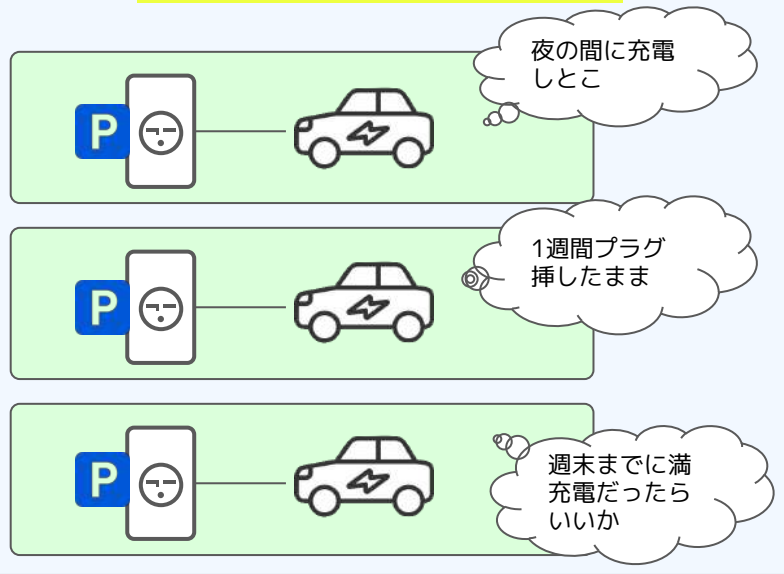 夜の間に充電
しとこ
P
1週間プラグ
挿したまま
P
週末までに満
充電だったら
いいか
P